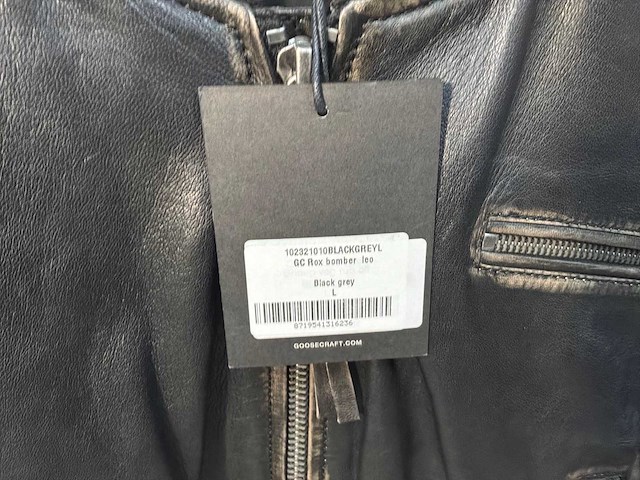 102321010BLACKGREYL
GC Rox bomber leo
Black grey
L
8719541316236
GOOSECRAFT.COM